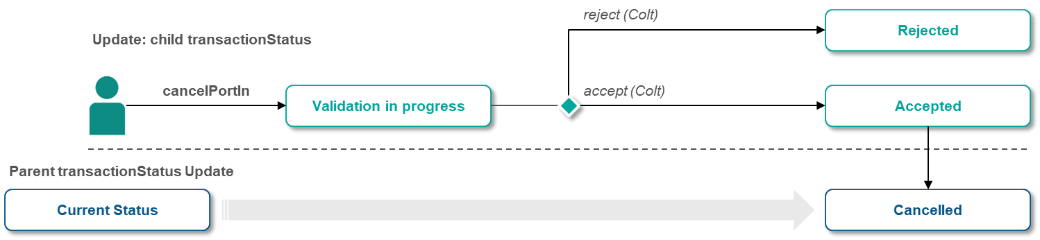 reject (Colt)
Rejected
Update: child transactionStatus
cancelPortIn
Validation in progress
accept (Colt)
Accepted
Parent transactionStatus Update
Current Status
Cancelled